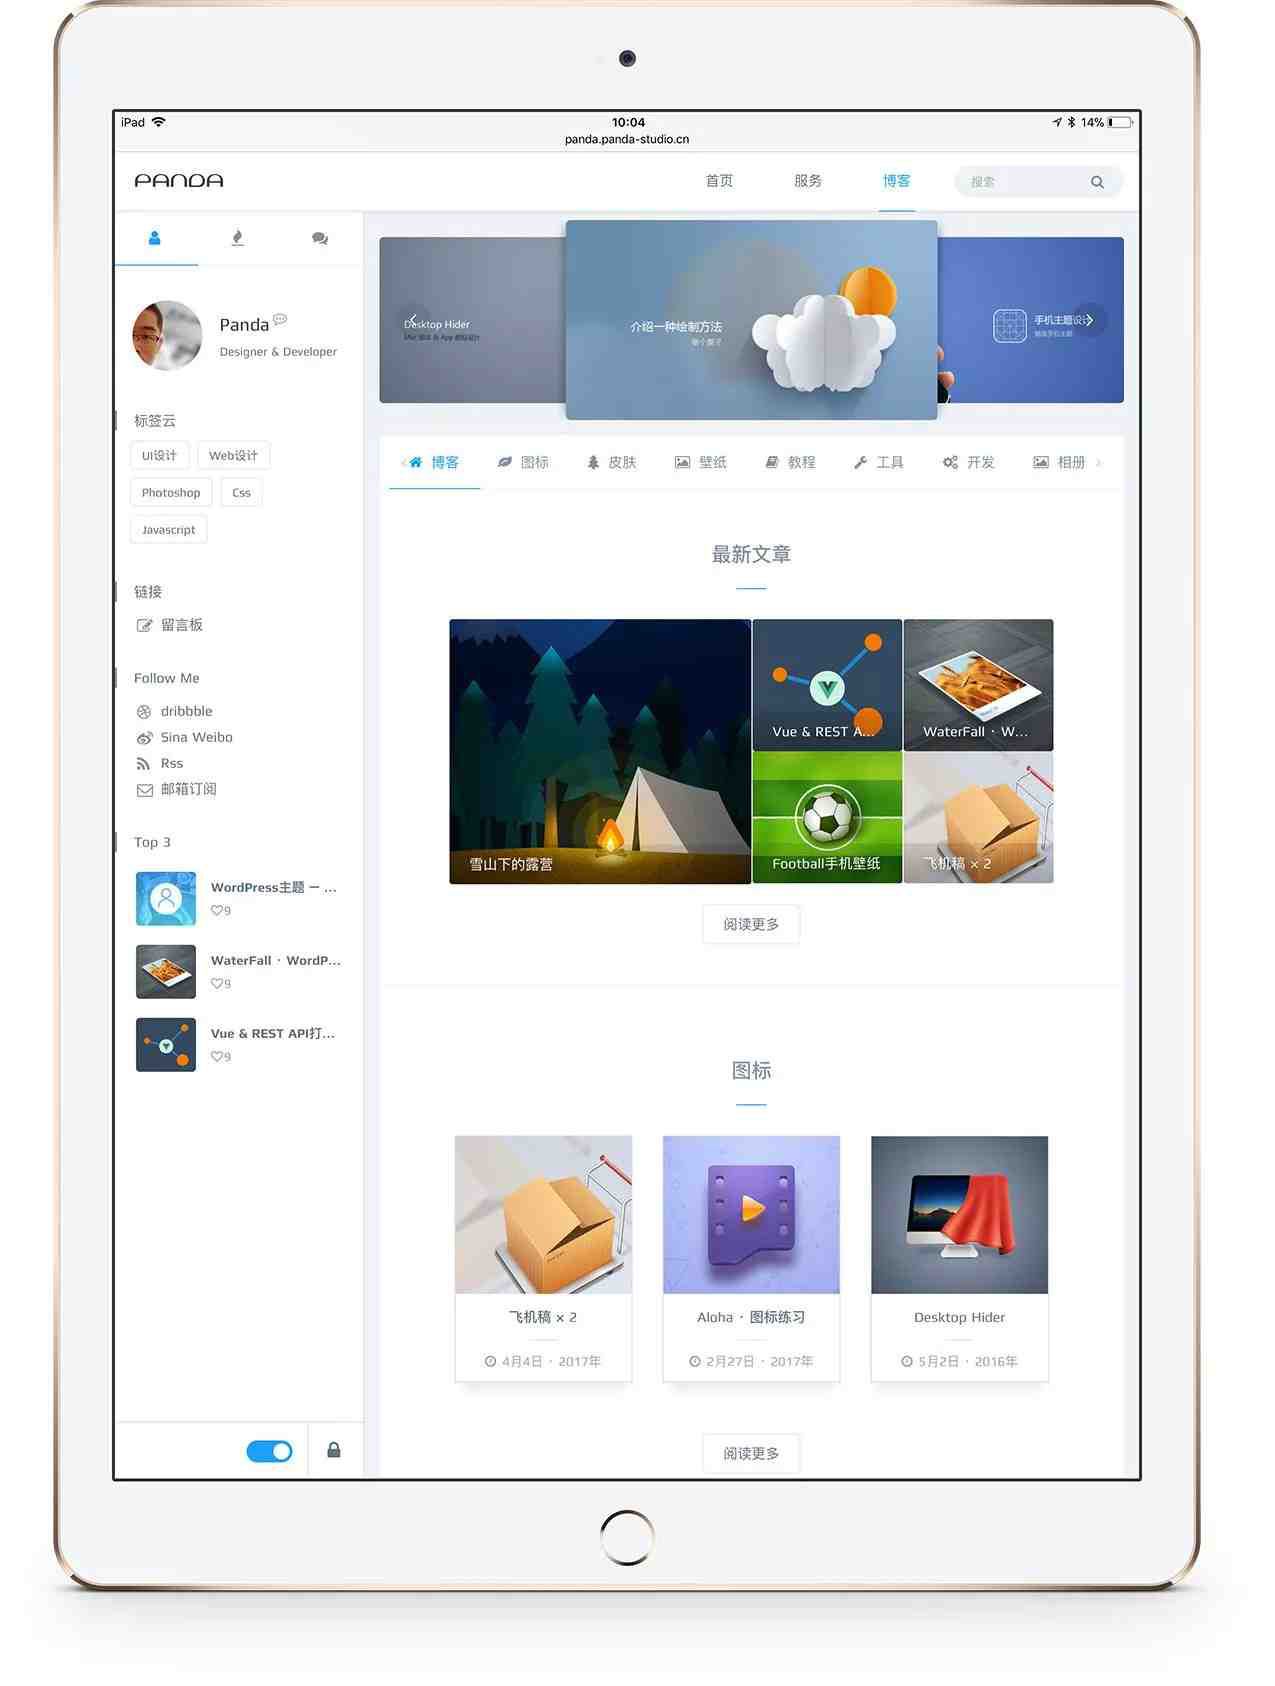 iPad 10:04 14%
panda.panda-studio.cn
PANDA 首页 服务 博客 搜索
Desktop Hider
介绍一种绘制方法
手机主题设计
Panda
Designer & Developer
标签云
UI设计 Web设计
Photoshop Css
Javascript
链接
留言板
Follow Me
dribbble
Sina Weibo
Rss
邮箱订阅
Top 3
WordPress主题 — ...
9
WaterFall · WordP...
9
Vue & REST API打...
9
博客 图标 皮肤 壁纸 教程 工具 开发 相册
最新文章
Vue & REST A...
WaterFall · W...
雪山下的露营
Football手机壁纸
飞机稿 × 2
阅读更多
图标
飞机稿 × 2
4月4日 · 2017年
Aloha · 图标练习
2月27日 · 2017年
Desktop Hider
5月2日 · 2016年
阅读更多